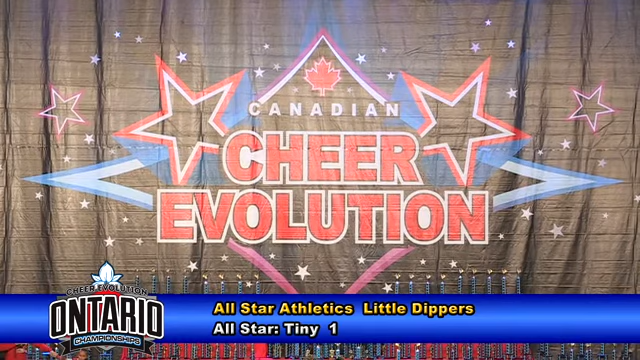 CANADIAN
CHEER
EVOLUTION
CHEER EVOLUTION
ONTARIO
CHAMPIONSHIPS
All Star Athletics Little Dippers
All Star: Tiny 1